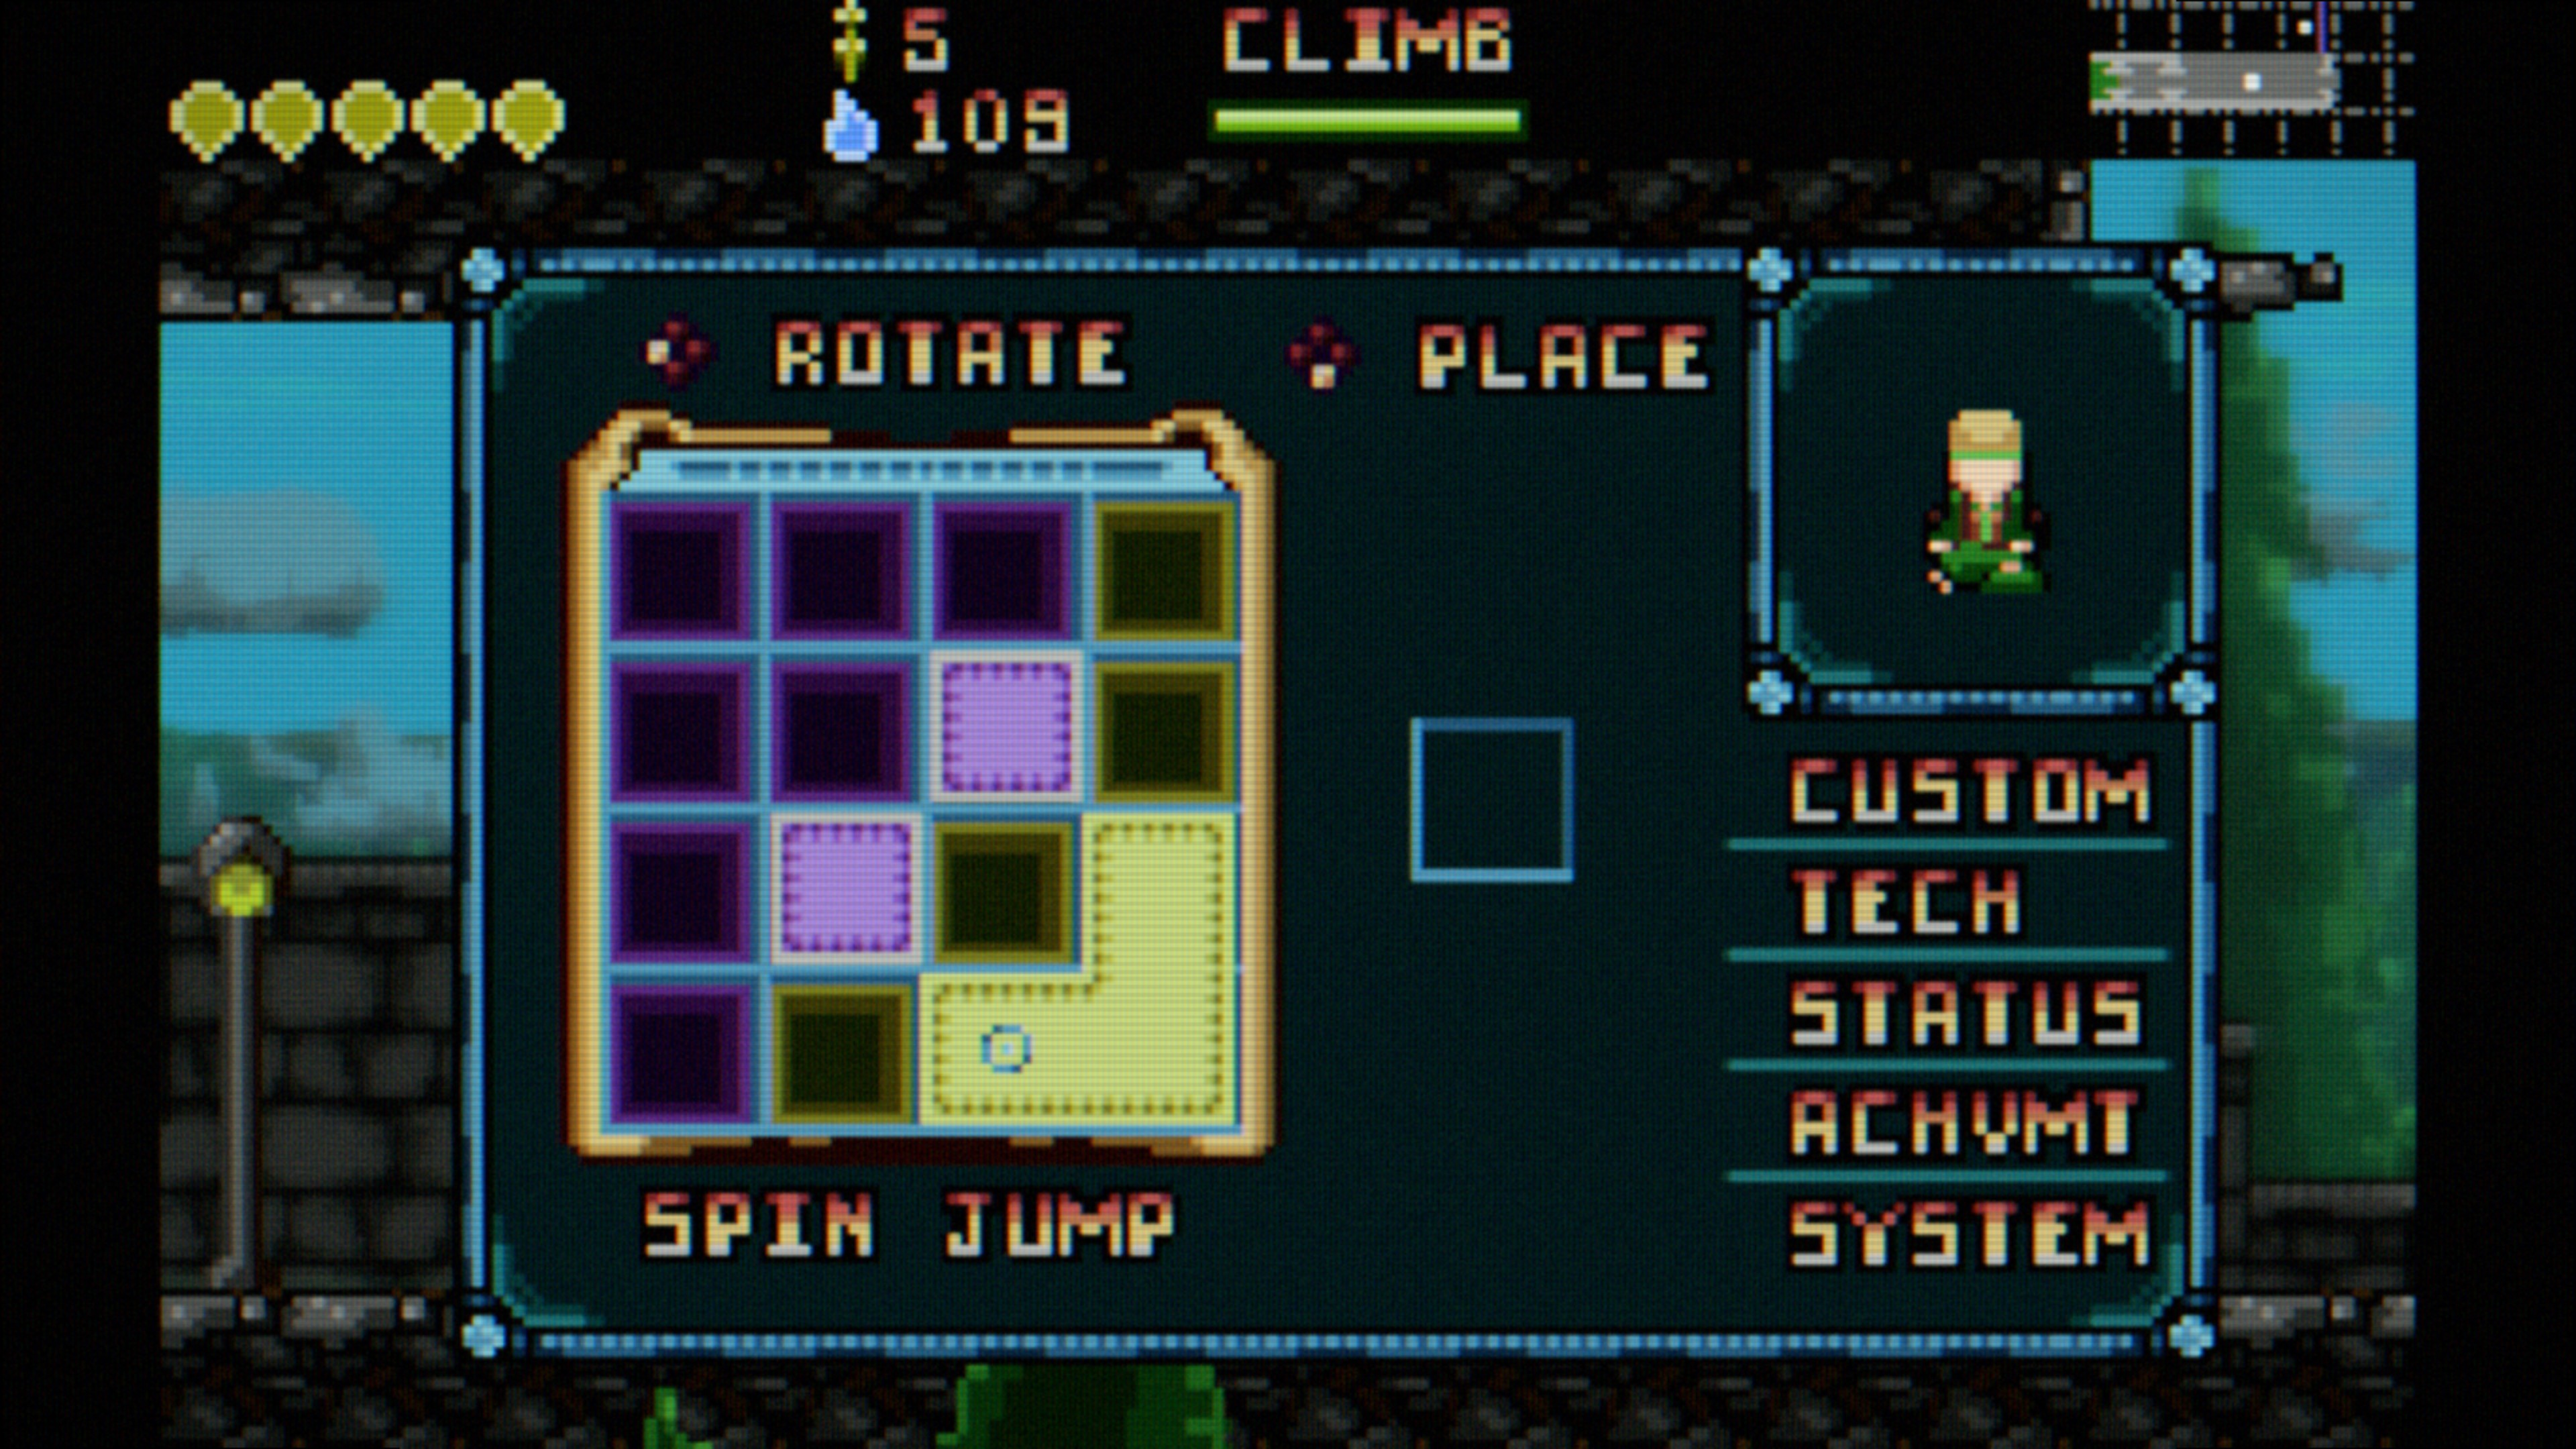 5
109
CLIMB
ROTATE
PLACE
SPIN JUMP
CUSTOM
TECH
STATUS
ACHVMT
SYSTEM